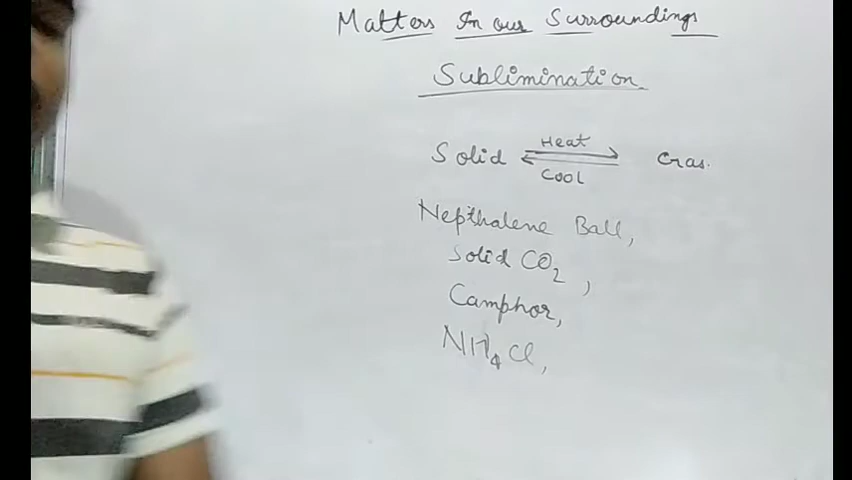 Matters In our Surroundings
Sublimination
Solid ⇌ Gas.
Heat
Cool
Nepthalene Ball,
Solid CO₂,
Camphor,
NH₄Cl,